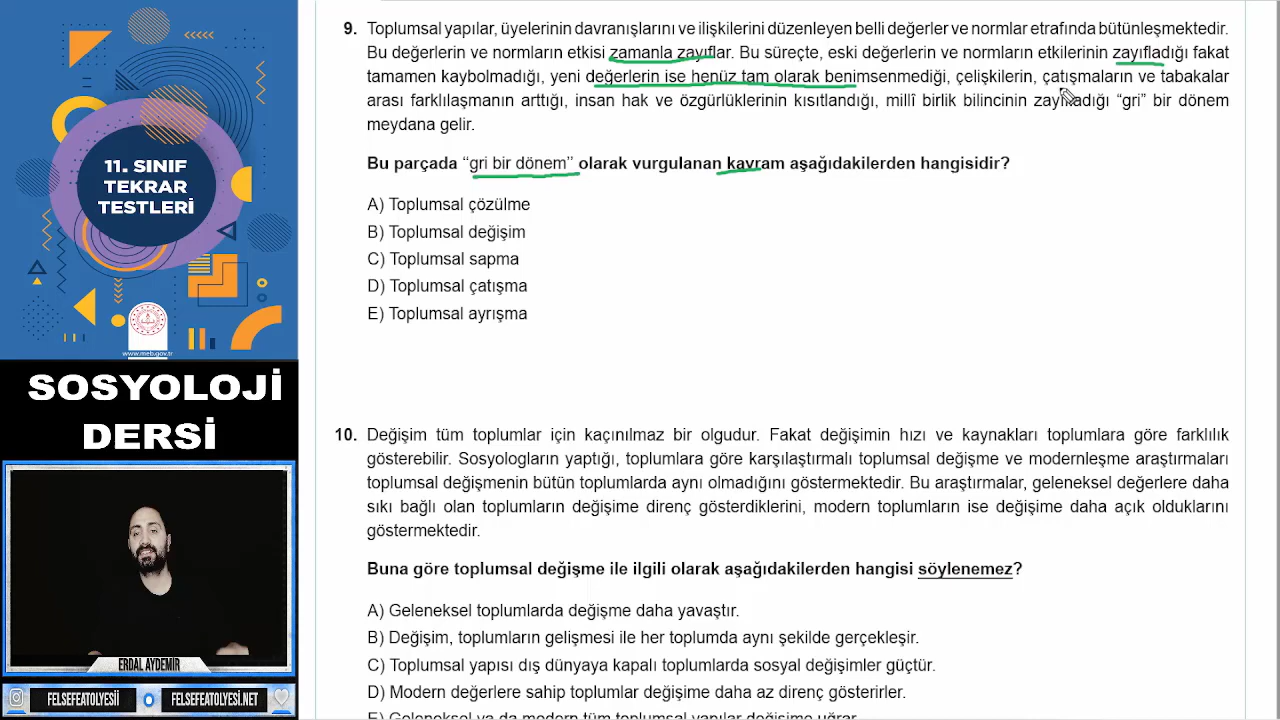 11. SINIF
TEKRAR
TESTLERİ
www.meb.gov.tr
SOSYOLOJİ
DERSİ
ERDAL AYDEMİR
FELSEFEATOLYESİİ
FELSEFEATOLYESİ.NET
9. Toplumsal yapılar, üyelerinin davranışlarını ve ilişkilerini düzenleyen belli değerler ve normlar etrafında bütünleşmektedir.
Bu değerlerin ve normların etkisi zamanla zayıflar. Bu süreçte, eski değerlerin ve normların etkilerinin zayıfladığı fakat
tamamen kaybolmadığı, yeni değerlerin ise henüz tam olarak benimsenmediği, çelişkilerin, çatışmaların ve tabakalar
arası farklılaşmanın arttığı, insan hak ve özgürlüklerinin kısıtlandığı, millî birlik bilincinin zayıfladığı “gri” bir dönem
meydana gelir.
Bu parçada ‘‘gri bir dönem’’ olarak vurgulanan kavram aşağıdakilerden hangisidir?
A) Toplumsal çözülme
B) Toplumsal değişim
C) Toplumsal sapma
D) Toplumsal çatışma
E) Toplumsal ayrışma
10. Değişim tüm toplumlar için kaçınılmaz bir olgudur. Fakat değişimin hızı ve kaynakları toplumlara göre farklılık
gösterebilir. Sosyologların yaptığı, toplumlara göre karşılaştırmalı toplumsal değişme ve modernleşme araştırmaları
toplumsal değişmenin bütün toplumlarda aynı olmadığını göstermektedir. Bu araştırmalar, geleneksel değerlere daha
sıkı bağlı olan toplumların değişime direnç gösterdiklerini, modern toplumların ise değişime daha açık olduklarını
göstermektedir.
Buna göre toplumsal değişme ile ilgili olarak aşağıdakilerden hangisi söylenemez?
A) Geleneksel toplumlarda değişme daha yavaştır.
B) Değişim, toplumların gelişmesi ile her toplumda aynı şekilde gerçekleşir.
C) Toplumsal yapısı dış dünyaya kapalı toplumlarda sosyal değişimler güçtür.
D) Modern değerlere sahip toplumlar değişime daha az direnç gösterirler.
E) Geleneksel ya da modern tüm toplumsal yapılar değişime uğrar.